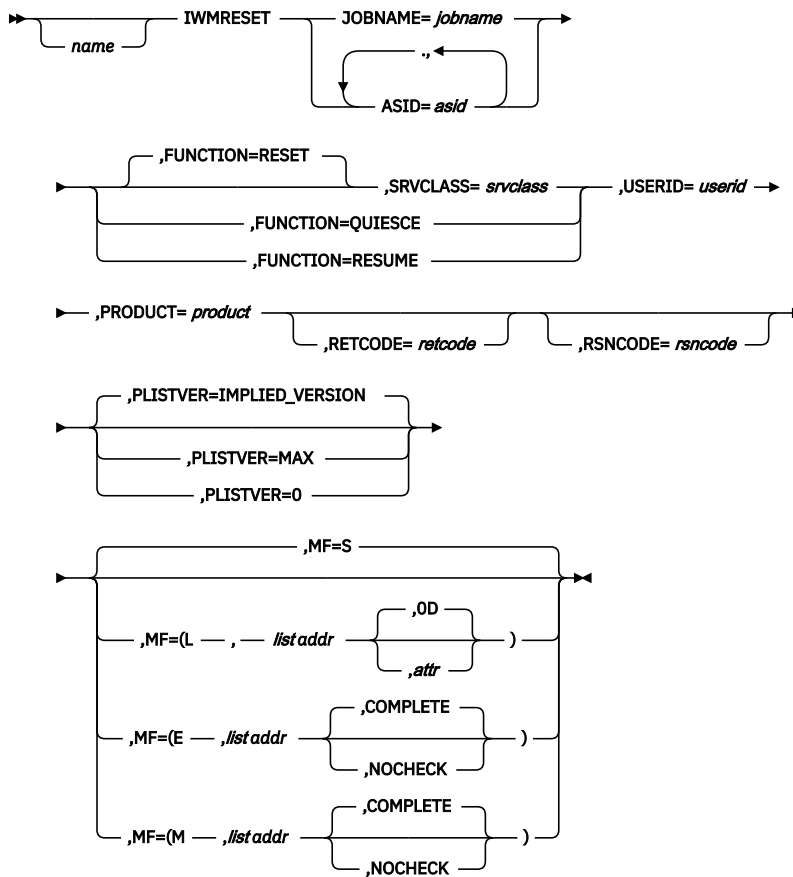 name IWMRESET JOBNAME= jobname
.,
ASID= asid
,FUNCTION=RESET
,SRVCLASS= srvclass ,USERID= userid
,FUNCTION=QUIESCE
,FUNCTION=RESUME
,PRODUCT= product
,RETCODE= retcode ,RSNCODE= rsncode
,PLISTVER=IMPLIED_VERSION
,PLISTVER=MAX
,PLISTVER=0
,MF=S
,0D
,MF=(L , list addr )
,attr
,COMPLETE
,MF=(E ,list addr )
,NOCHECK
,COMPLETE
,MF=(M ,list addr )
,NOCHECK